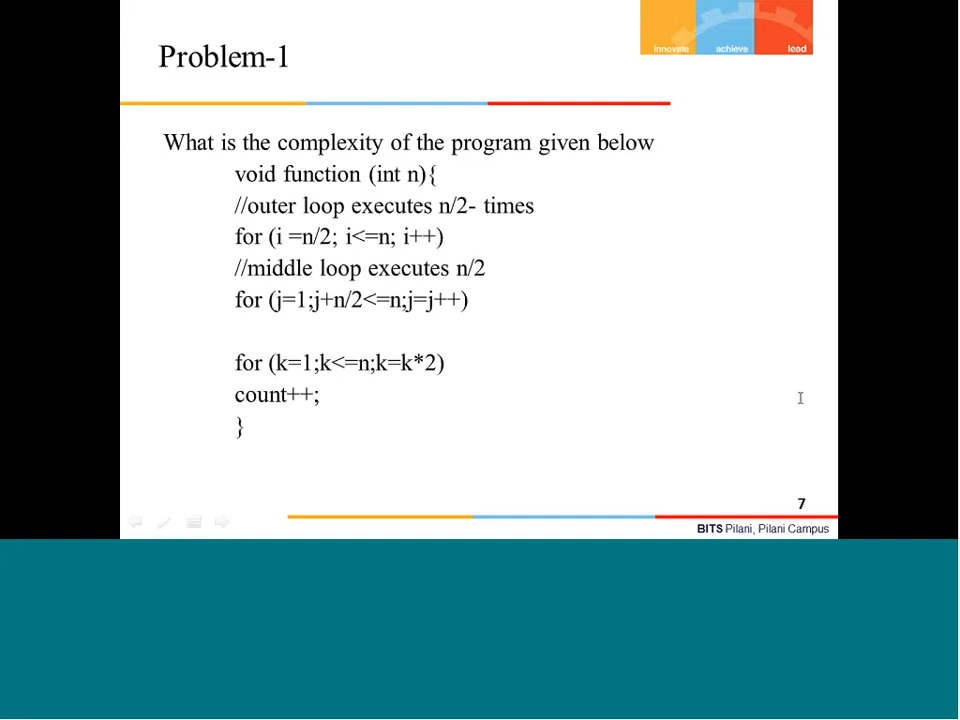 innovate achieve lead
Problem-1
What is the complexity of the program given below
void function (int n){
//outer loop executes n/2- times
for (i =n/2; i<=n; i++)
//middle loop executes n/2
for (j=1;j+n/2<=n;j=j++)
for (k=1;k<=n;k=k*2)
count++;
}
7
BITS Pilani, Pilani Campus